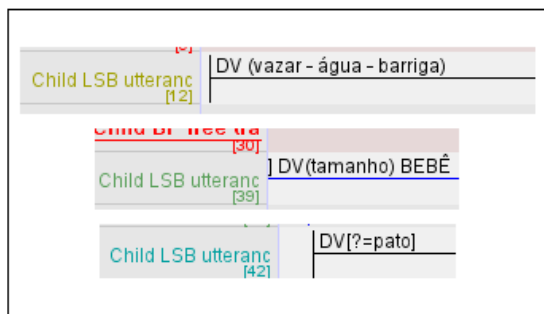 DV (vazar - água - barriga)
Child LSB utteranc
[12]
[30]
] DV(tamanho) BEBÊ
Child LSB utteranc
[39]
DV[?=pato]
Child LSB utteranc
[42]